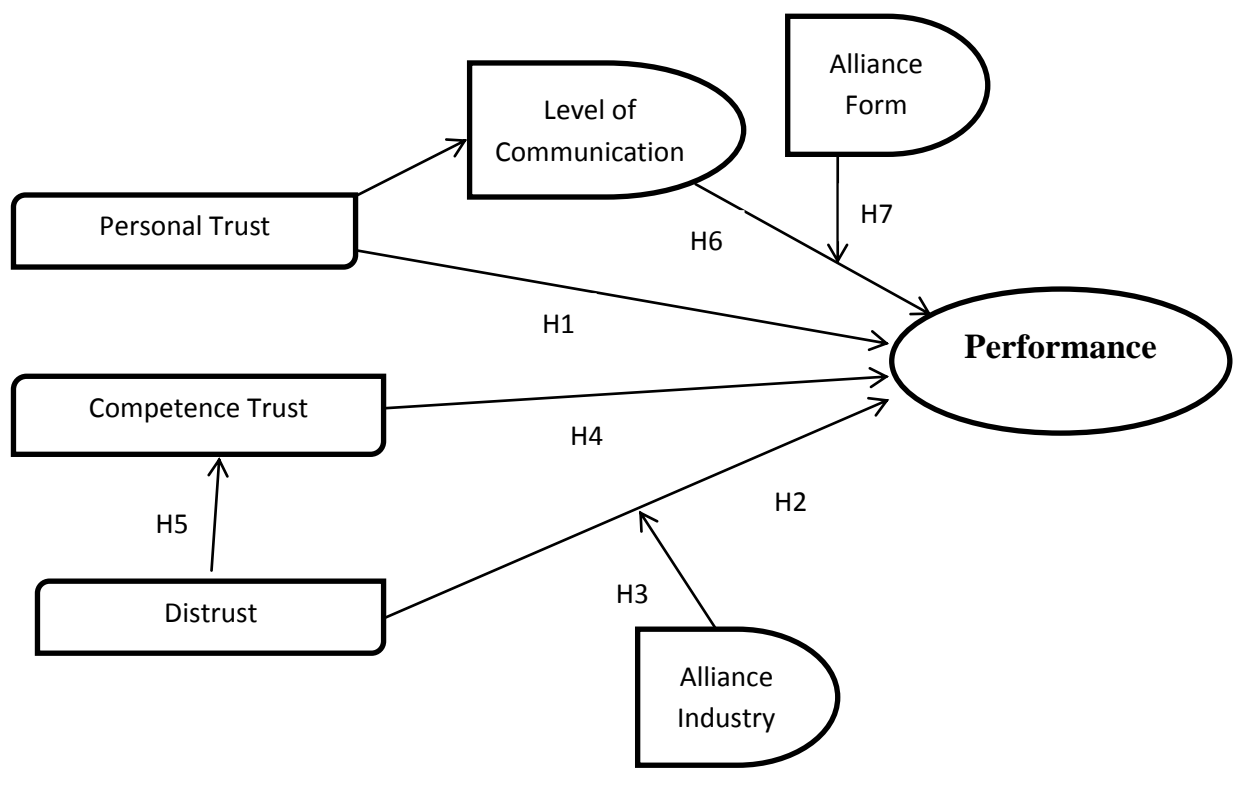 Alliance
Form
Level of
Communication
H7
Personal Trust
H6
H1
Performance
Competence Trust
H4
H2
H5
H3
Distrust
Alliance
Industry